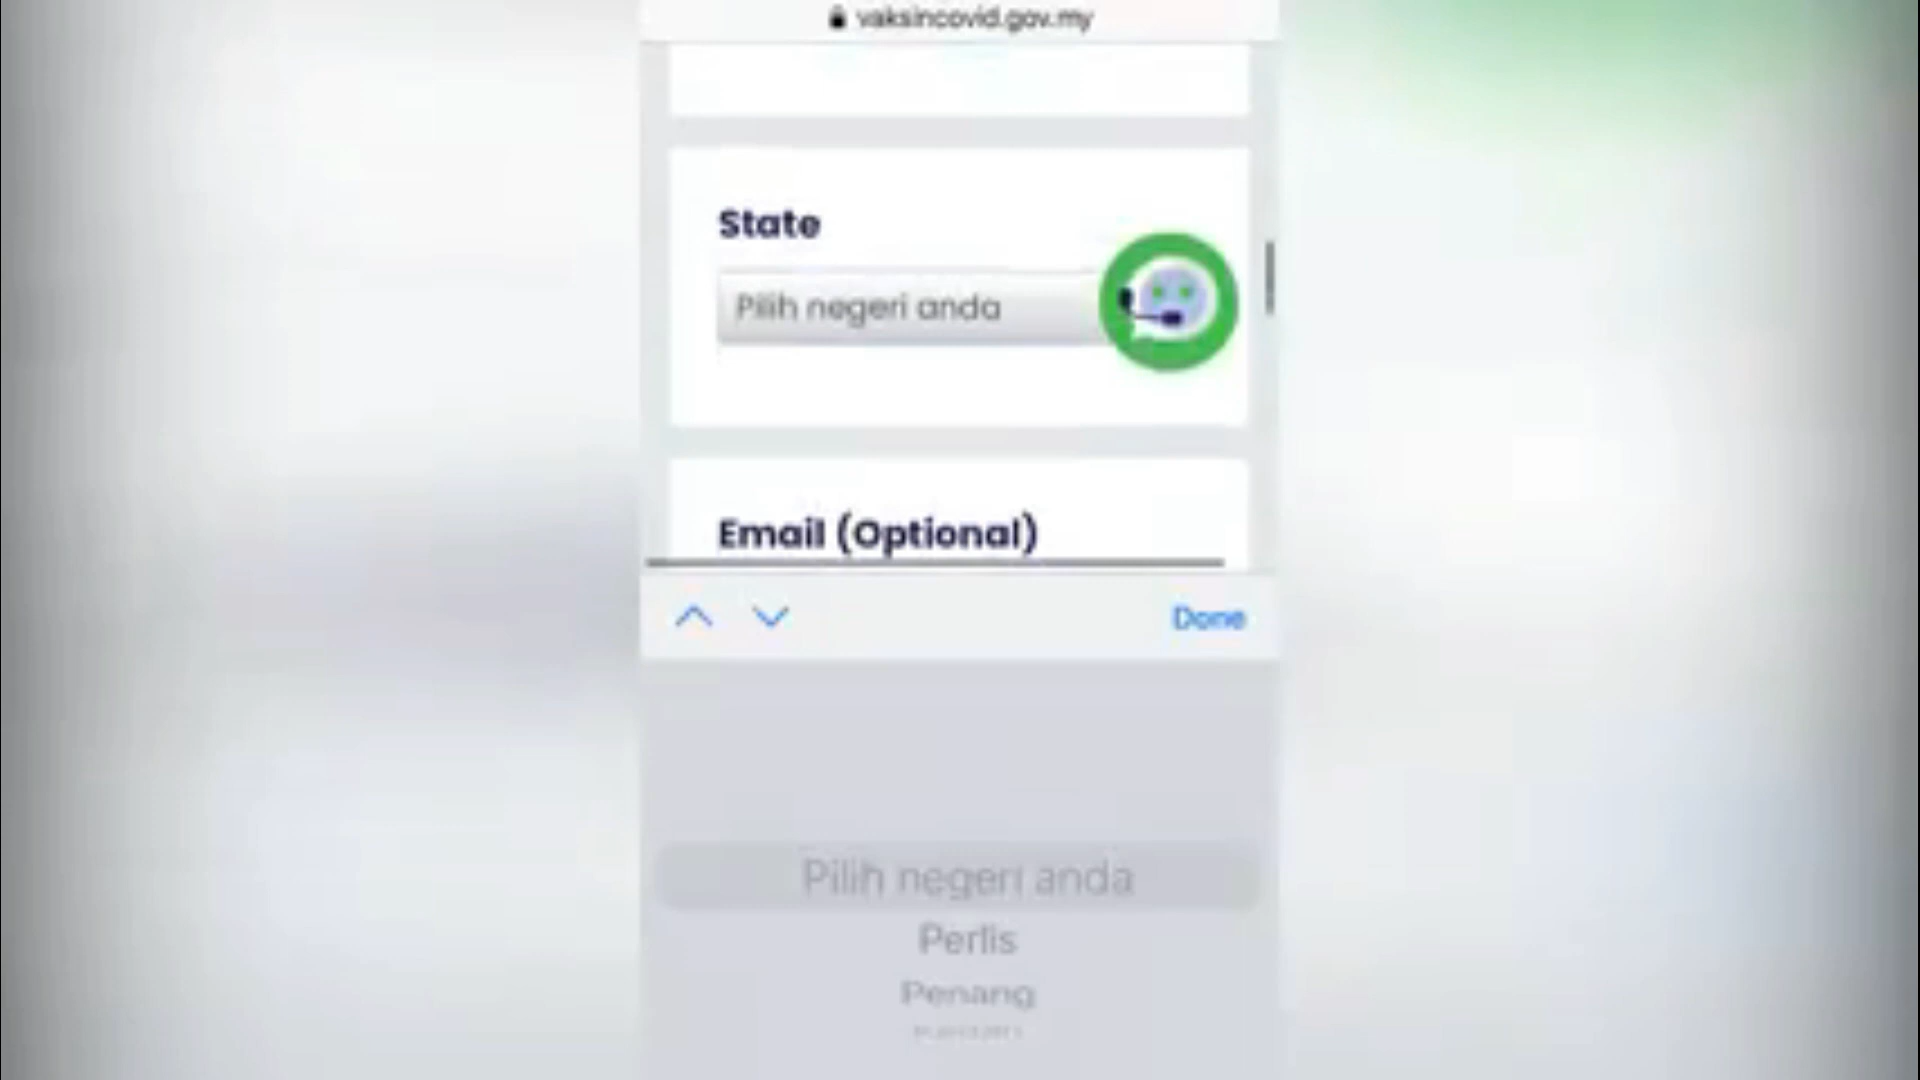 vaksincovid.gov.my
State
Pilih negeri anda
Email (Optional)
Done
Pilih negeri anda
Perlis
Penang